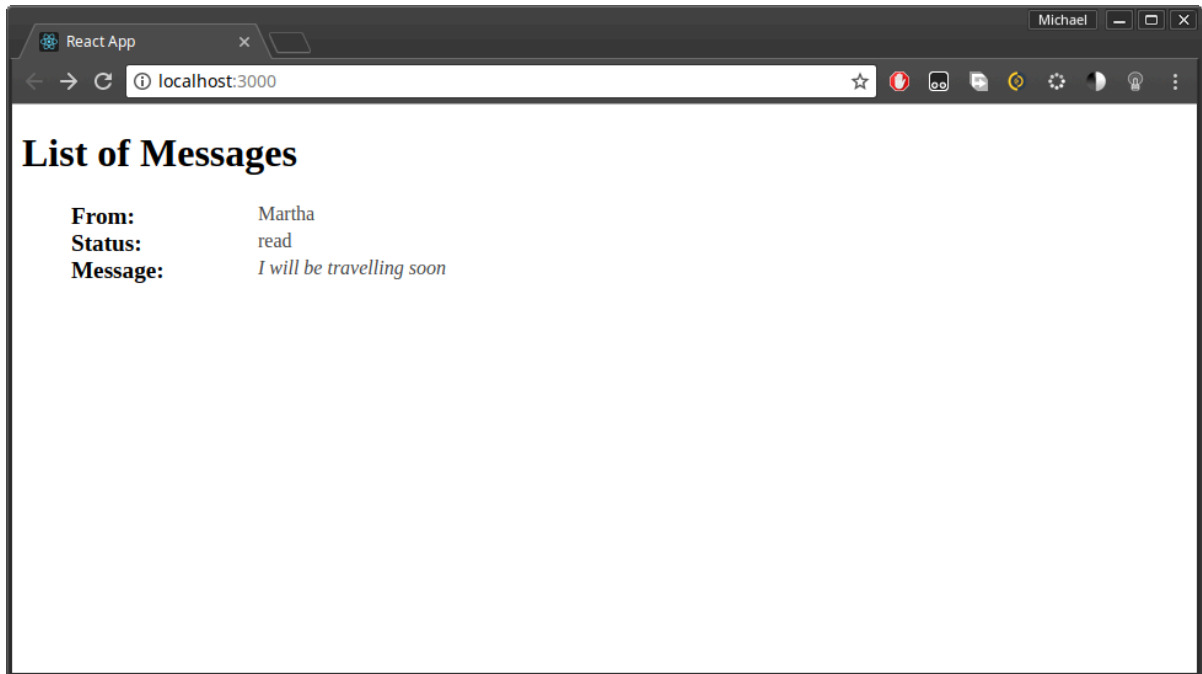 Michael
React App
localhost:3000
List of Messages
From: Martha
Status: read
Message: I will be travelling soon